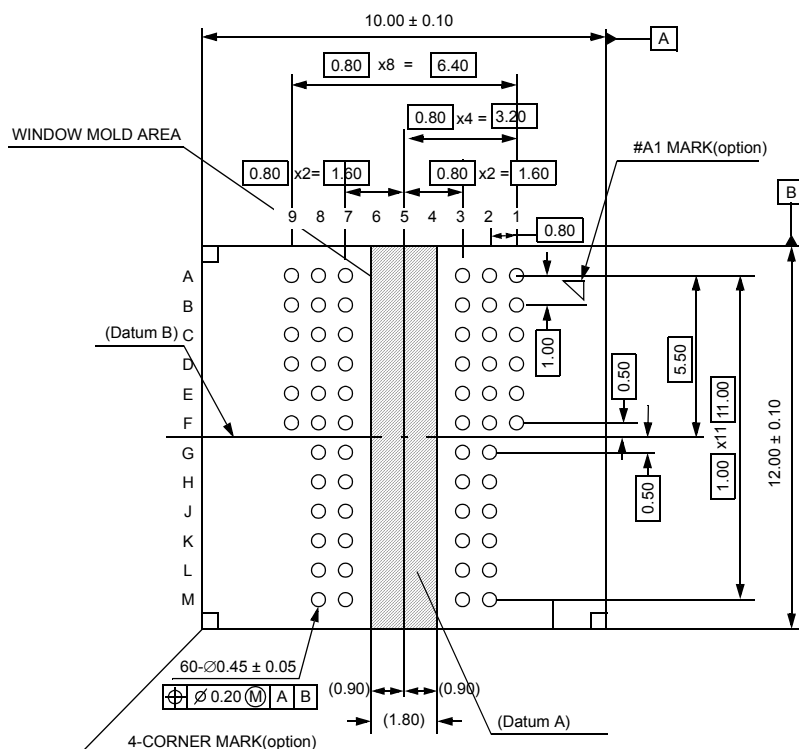 10.00 ± 0.10
A
0.80 x8 = 6.40
0.80 x4 = 3.20
WINDOW MOLD AREA
#A1 MARK(option)
0.80 x2= 1.60 0.80 x2 = 1.60
B
9 8 7 6 5 4 3 2 1
0.80
A
B
C
(Datum B)
D
E
F
G
H
J
K
L
M
1.00
0.50
5.50
0.50
1.00 x11 11.00
12.00 ± 0.10
60-∅0.45 ± 0.05
⌖ ∅ 0.20 Ⓜ A B
(0.90) (0.90)
(1.80)
(Datum A)
4-CORNER MARK(option)